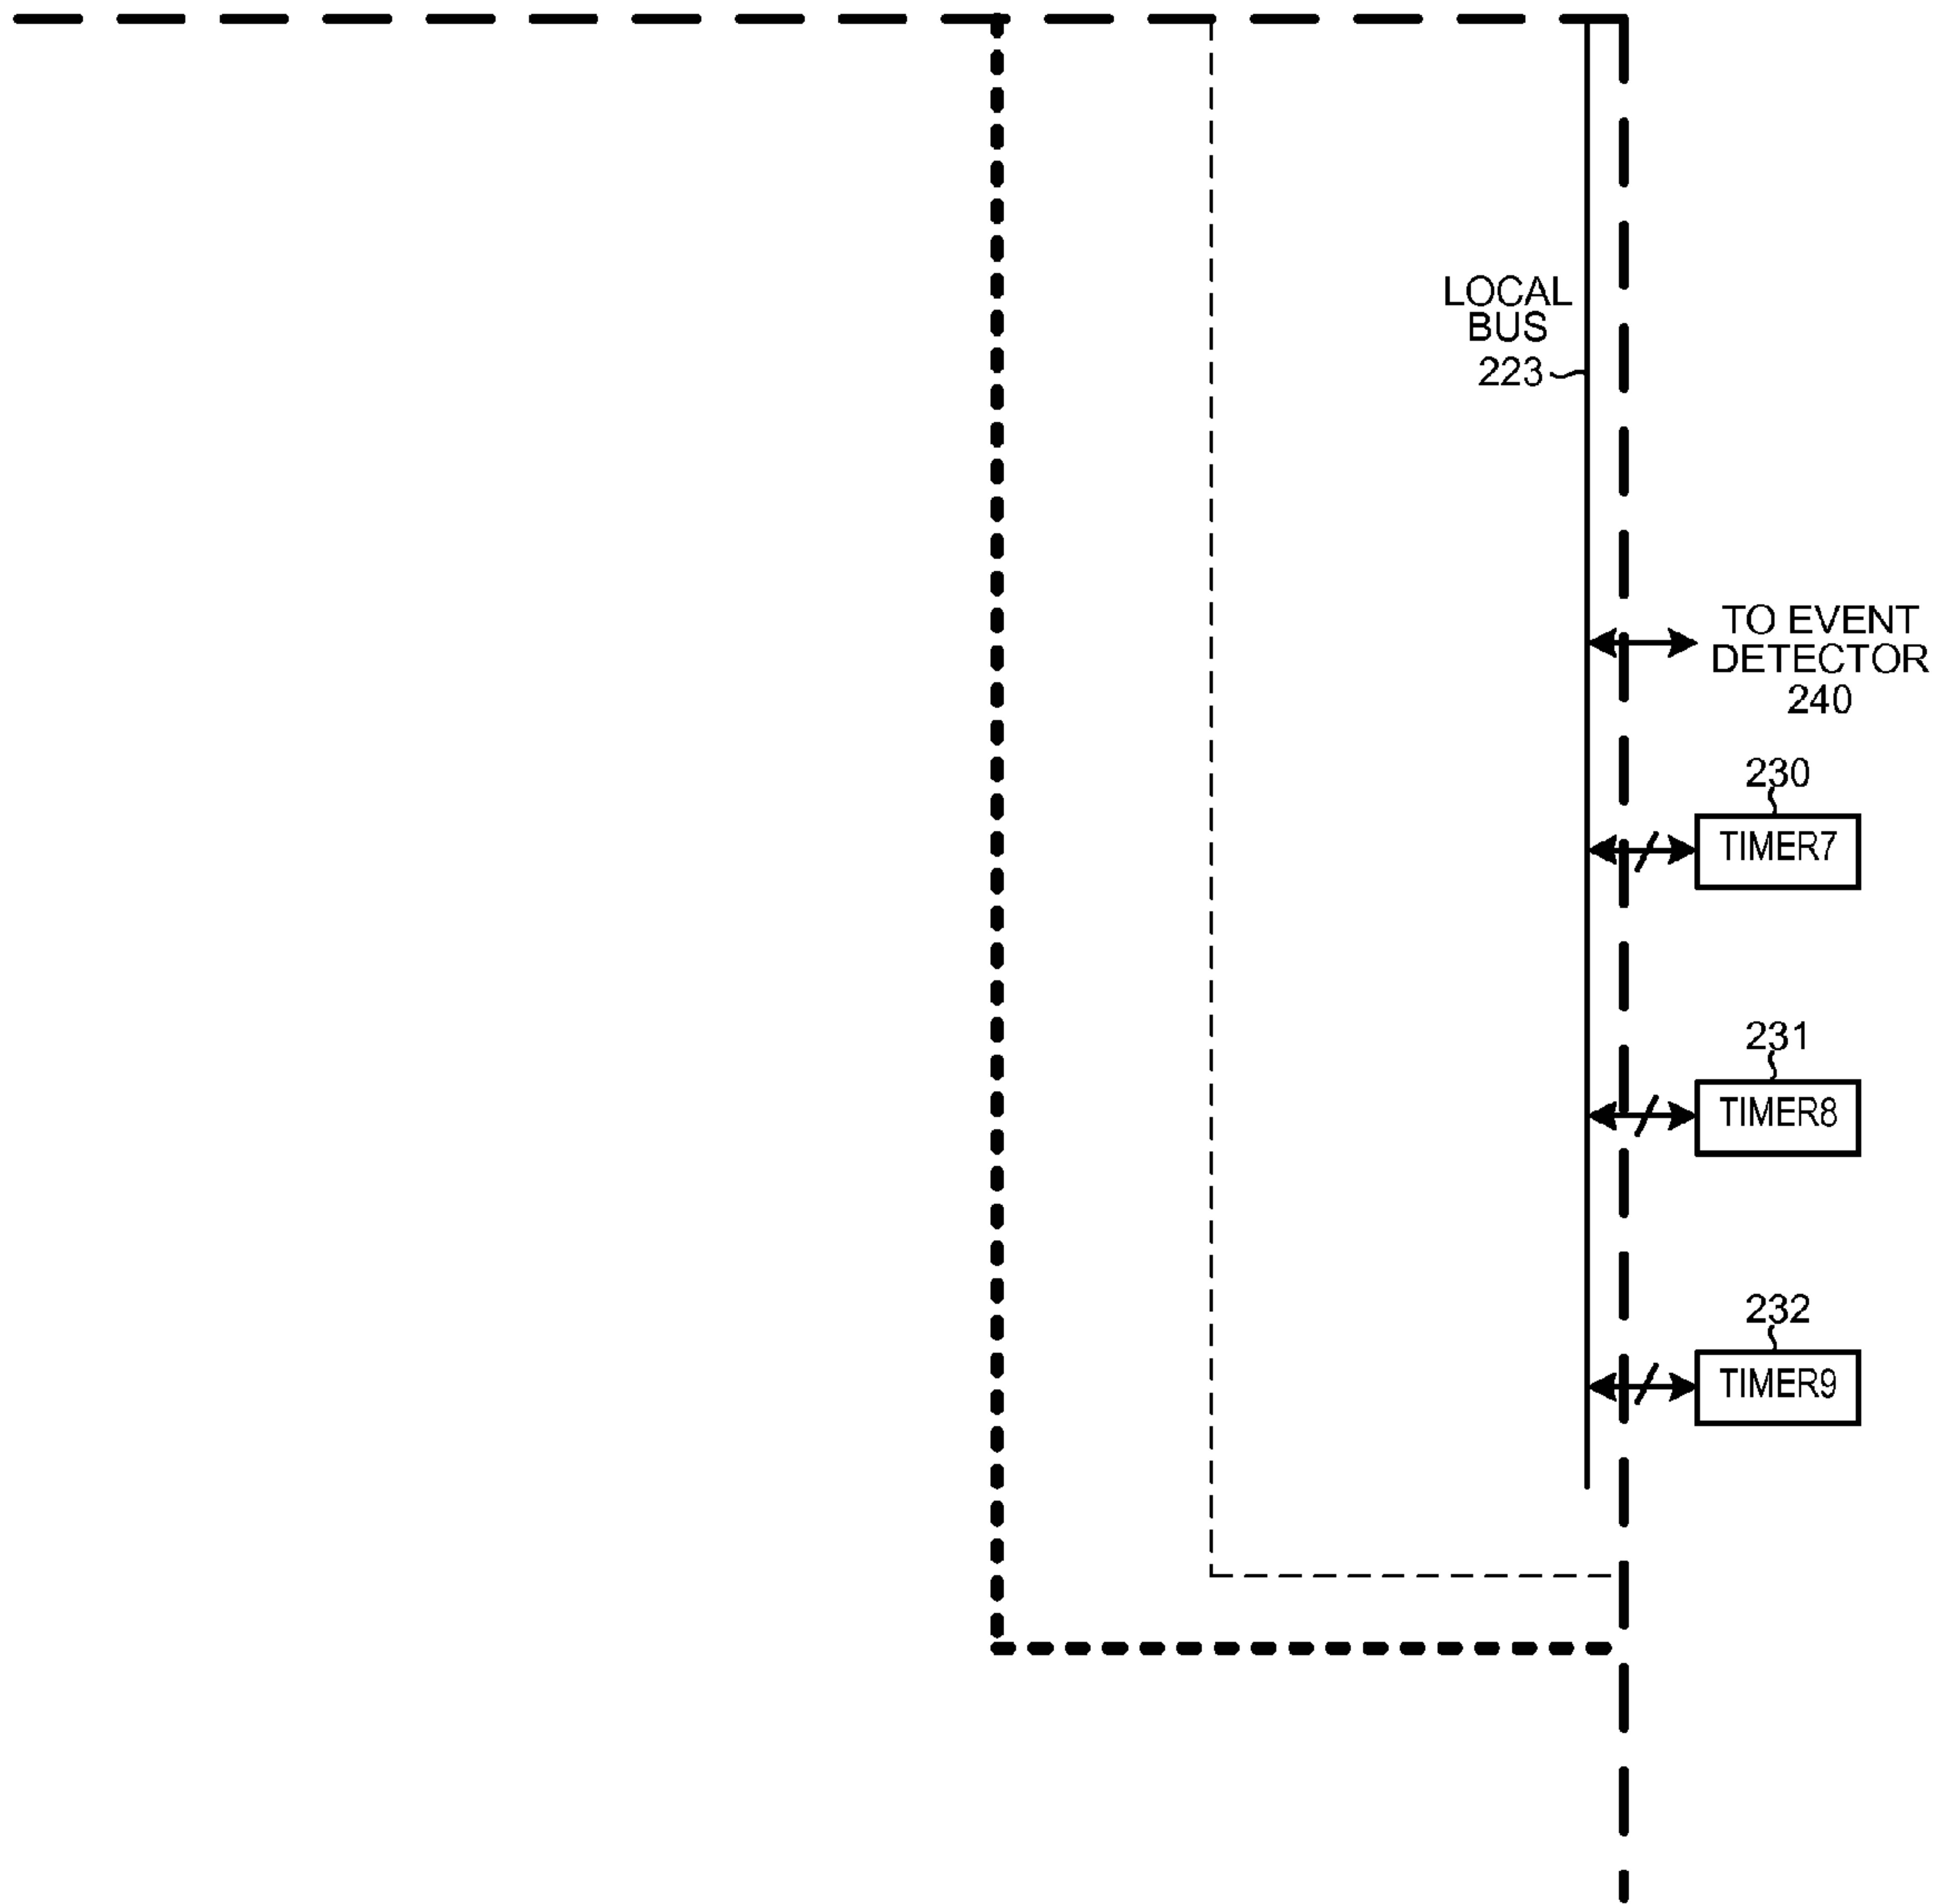 LOCAL
BUS
223
TO EVENT
DETECTOR
240
230
TIMER7
231
TIMER8
232
TIMER9